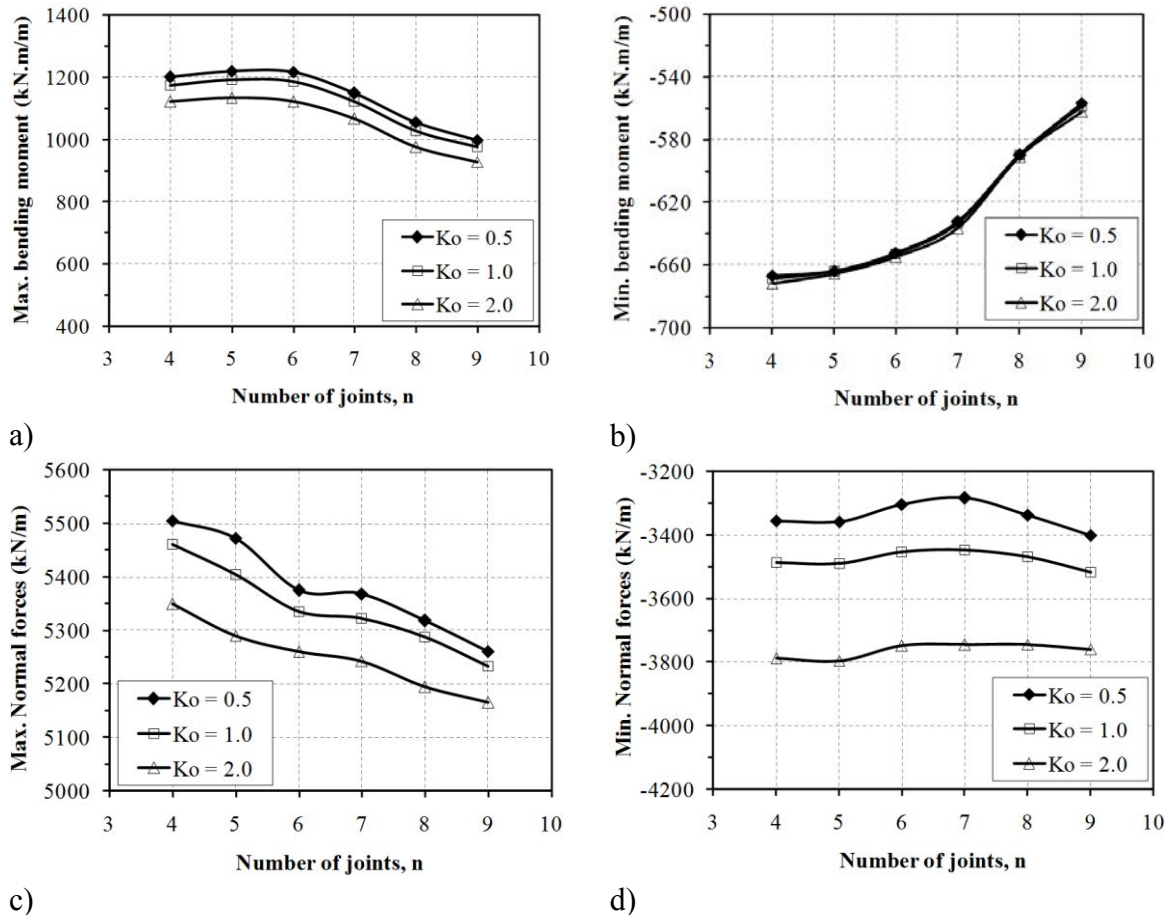 Max. bending moment (kN.m/m)
1400
1200
1000
800
600
400
3 4 5 6 7 8 9 10
Number of joints, n
Ko = 0.5
Ko = 1.0
Ko = 2.0
a)
Min. bending moment (kN.m/m)
-500
-540
-580
-620
-660
-700
3 4 5 6 7 8 9 10
Number of joints, n
Ko = 0.5
Ko = 1.0
Ko = 2.0
b)
Max. Normal forces (kN/m)
5600
5500
5400
5300
5200
5100
5000
3 4 5 6 7 8 9 10
Number of joints, n
Ko = 0.5
Ko = 1.0
Ko = 2.0
c)
Min. Normal forces (kN/m)
-3200
-3400
-3600
-3800
-4000
-4200
3 4 5 6 7 8 9 10
Number of joints, n
Ko = 0.5
Ko = 1.0
Ko = 2.0
d)